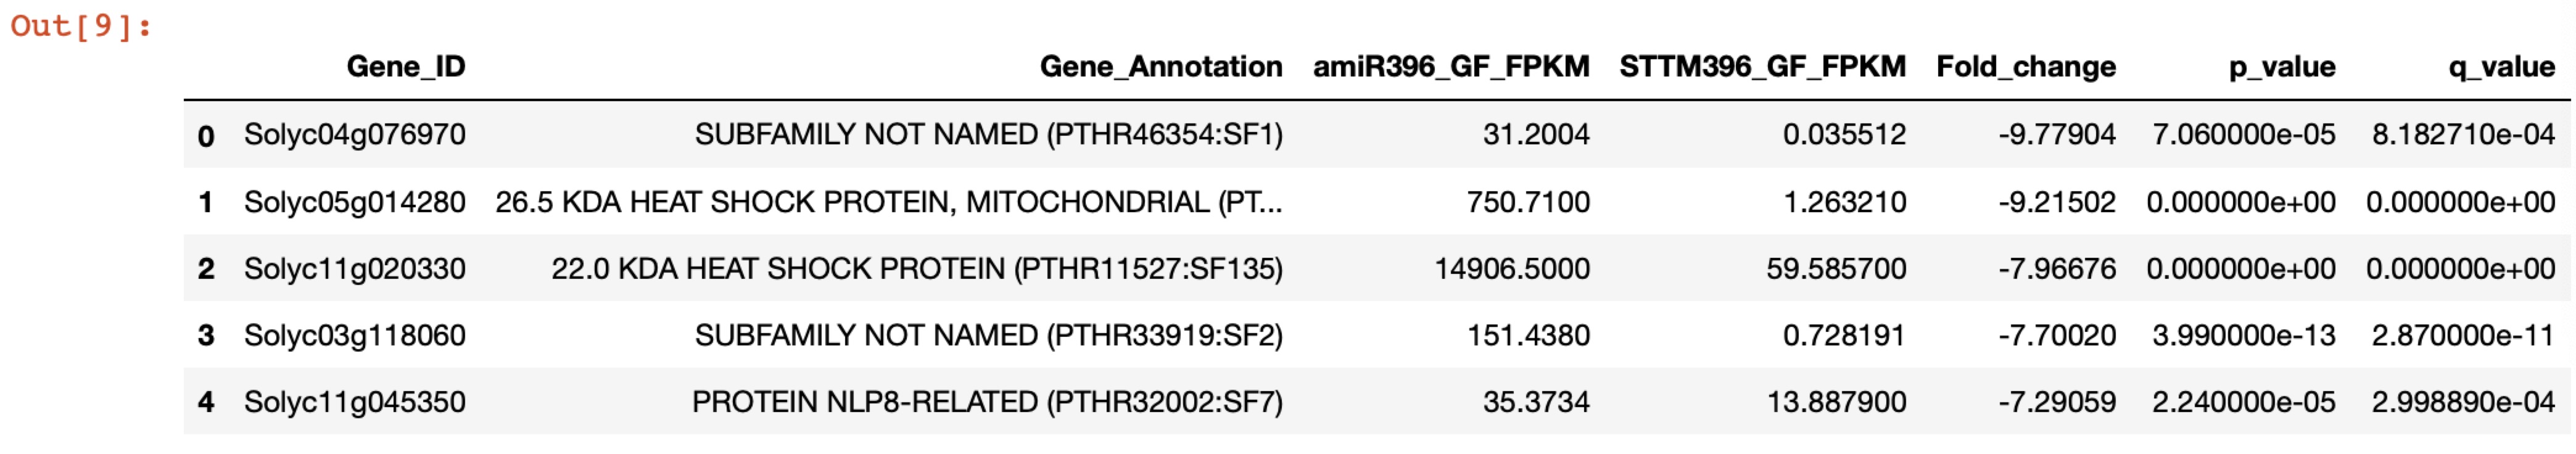 Out[9]:
Gene_ID Gene_Annotation amiR396_GF_FPKM STTM396_GF_FPKM Fold_change p_value q_value
0 Solyc04g076970 SUBFAMILY NOT NAMED (PTHR46354:SF1) 31.2004 0.035512 -9.77904 7.060000e-05 8.182710e-04
1 Solyc05g014280 26.5 KDA HEAT SHOCK PROTEIN, MITOCHONDRIAL (PT... 750.7100 1.263210 -9.21502 0.000000e+00 0.000000e+00
2 Solyc11g020330 22.0 KDA HEAT SHOCK PROTEIN (PTHR11527:SF135) 14906.5000 59.585700 -7.96676 0.000000e+00 0.000000e+00
3 Solyc03g118060 SUBFAMILY NOT NAMED (PTHR33919:SF2) 151.4380 0.728191 -7.70020 3.990000e-13 2.870000e-11
4 Solyc11g045350 PROTEIN NLP8-RELATED (PTHR32002:SF7) 35.3734 13.887900 -7.29059 2.240000e-05 2.998890e-04